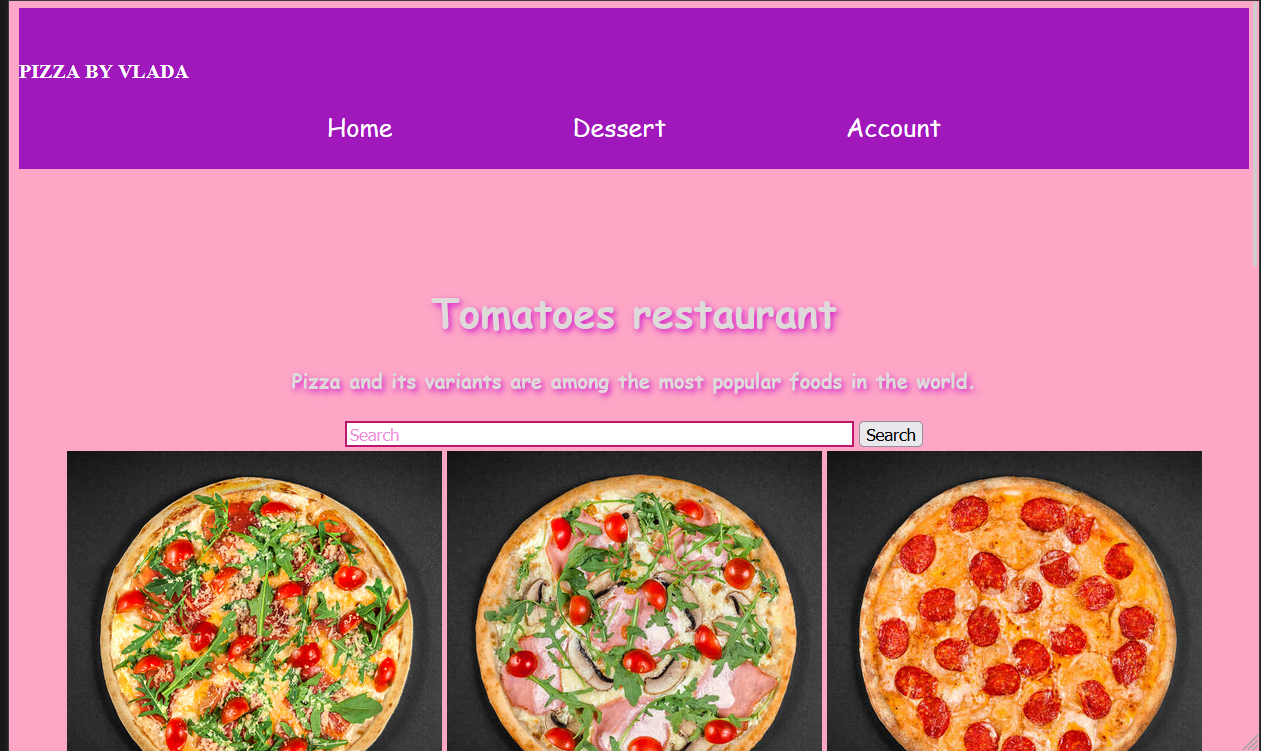 PIZZA BY VLADA
Home Dessert Account
Tomatoes restaurant
Pizza and its variants are among the most popular foods in the world.
Search Search